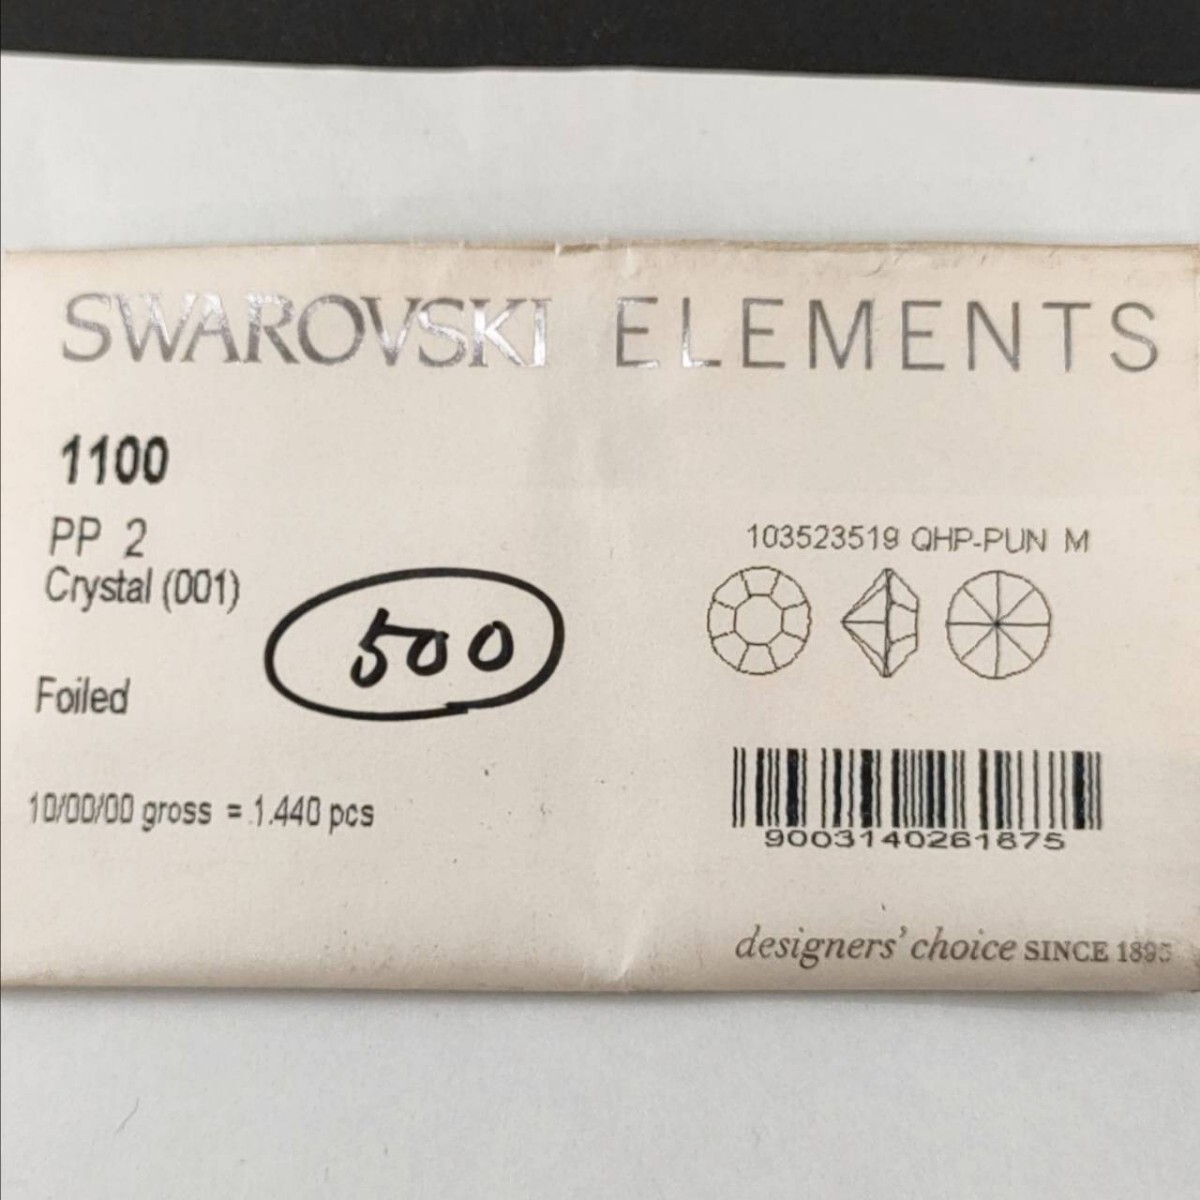 SWAROVSKI ELEMENTS
1100
PP 2
Crystal (001)
500
Foiled
10/00/00 gross = 1.440 pcs
103523519 QHP-PUN M
9003140261875
designers' choice SINCE 1895